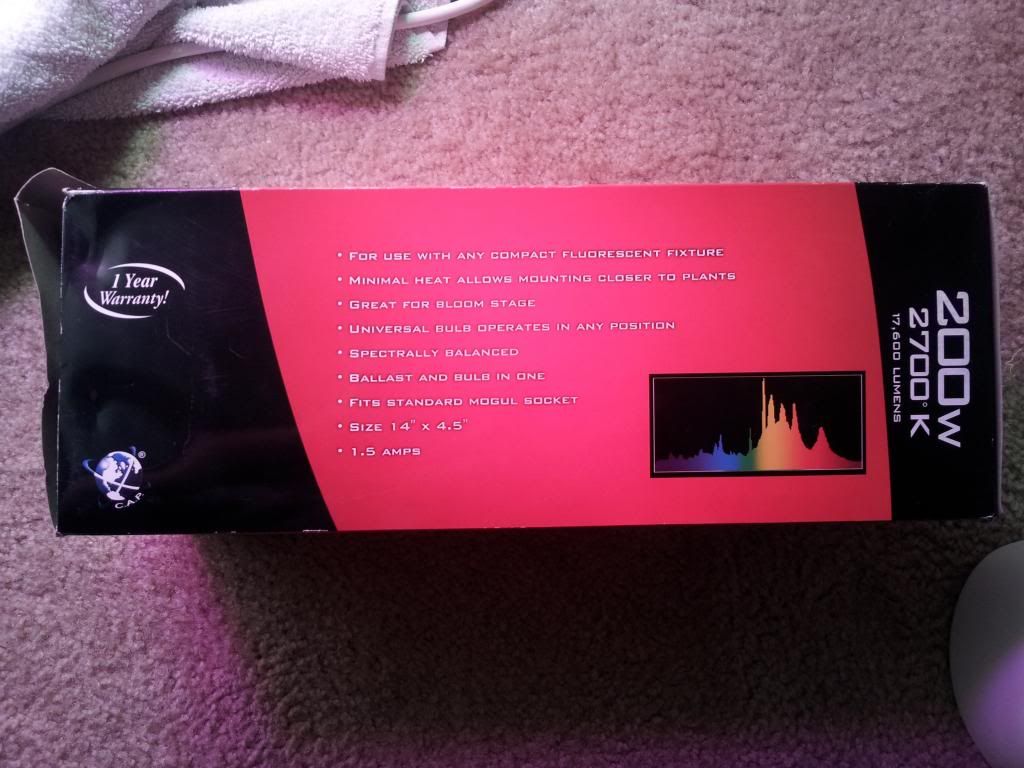 1 Year
Warranty!
®
C.A.P.
• FOR USE WITH ANY COMPACT FLUORESCENT FIXTURE
• MINIMAL HEAT ALLOWS MOUNTING CLOSER TO PLANTS
• GREAT FOR BLOOM STAGE
• UNIVERSAL BULB OPERATES IN ANY POSITION
• SPECTRALLY BALANCED
• BALLAST AND BULB IN ONE
• FITS STANDARD MOGUL SOCKET
• SIZE 14" X 4.5"
• 1.5 AMPS
200W
2700°K
17,600 LUMENS